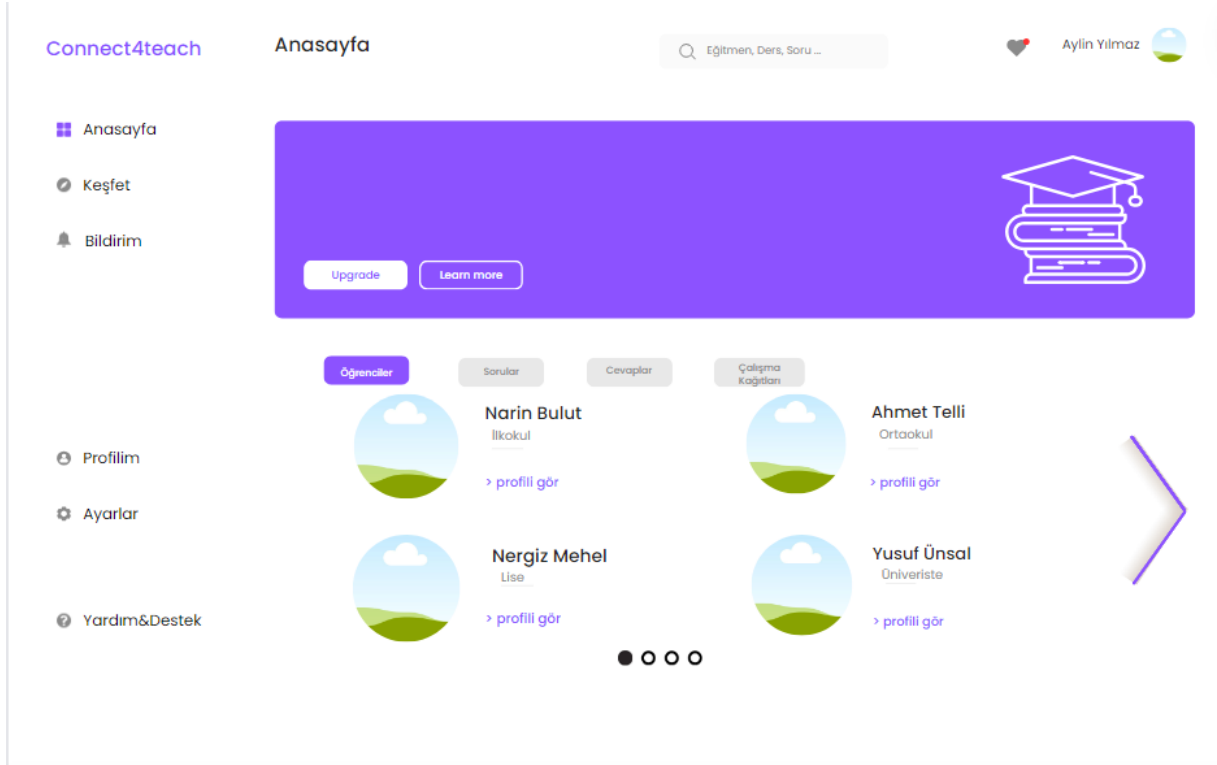 Connect4teach
Anasayfa
Eğitmen, Ders, Soru ...
Aylin Yılmaz
Anasayfa
Keşfet
Bildirim
Upgrade
Learn more
Öğrenciler
Sorular
Cevaplar
Çalışma
Kağıtları
Narin Bulut
İlkokul
> profili gör
Ahmet Telli
Ortaokul
> profili gör
Profilim
Ayarlar
Nergiz Mehel
Lise
> profili gör
Yusuf Ünsal
Üniveriste
> profili gör
Yardım&Destek